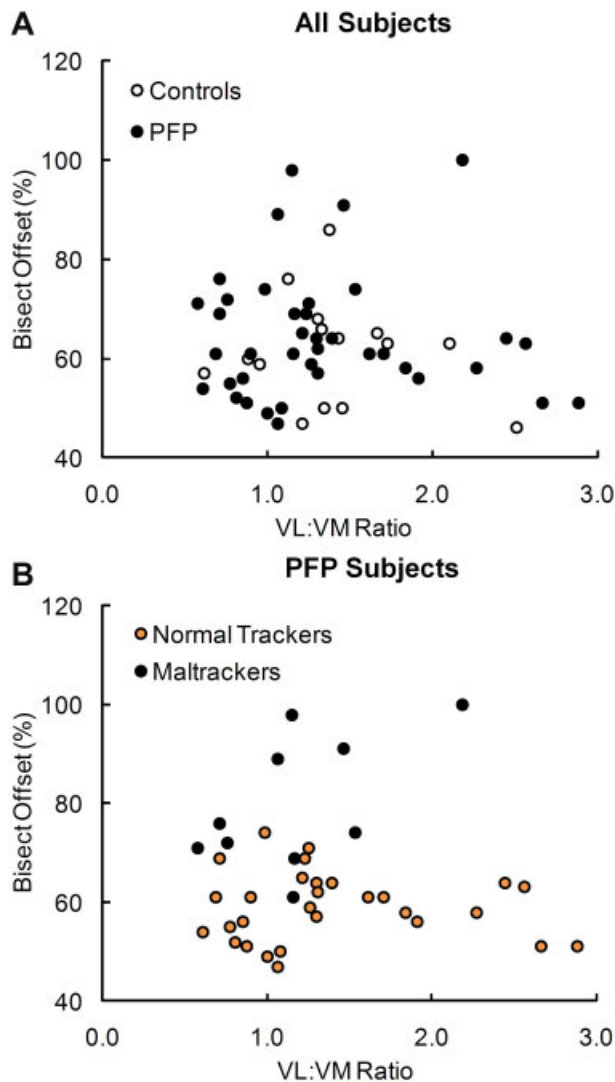 A
All Subjects
120
100
80
60
40
Bisect Offset (%)
Controls
PFP
0.0 1.0 2.0 3.0
VL:VM Ratio
B
PFP Subjects
120
100
80
60
40
Bisect Offset (%)
Normal Trackers
Maltrackers
0.0 1.0 2.0 3.0
VL:VM Ratio